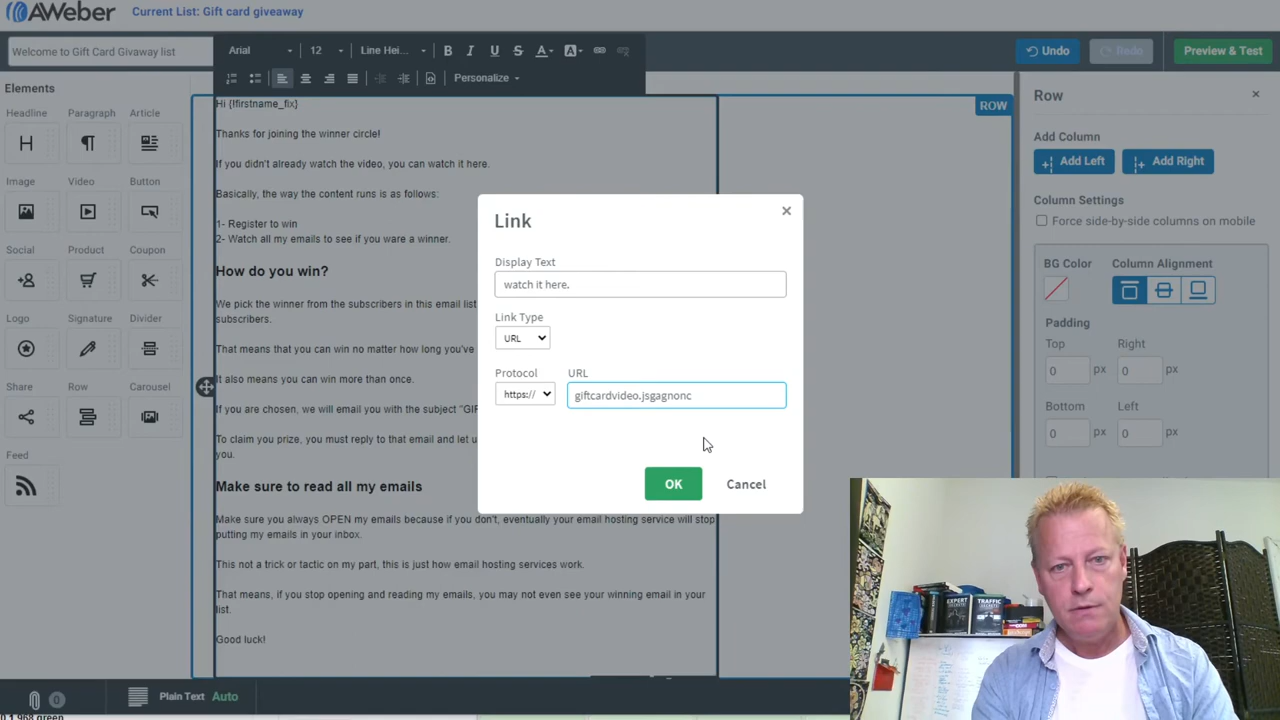 AWeber
Current List: Gift card giveaway
Welcome to Gift Card Givaway list
Arial
12
Line Hei...
B I U S A A
Personalize
Undo
Redo
Preview & Test
Elements
Headline
Paragraph
Article
H
Image
Video
Button
Social
Product
Coupon
Logo
Signature
Divider
Share
Row
Carousel
Feed
Hi {!firstname_fix}
Thanks for joining the winner circle!
If you didn't already watch the video, you can watch it here.
Basically, the way the content runs is as follows:
1- Register to win
2- Watch all my emails to see if you ware a winner.
How do you win?
We pick the winner from the subscribers in this email list
subscribers.
That means that you can win no matter how long you've
It also means you can win more than once.
If you are chosen, we will email you with the subject "GIF
To claim you prize, you must reply to that email and let u
you.
Make sure to read all my emails
Make sure you always OPEN my emails because if you don't, eventually your email hosting service will stop
putting my emails in your inbox.
This not a trick or tactic on my part, this is just how email hosting services work.
That means, if you stop opening and reading my emails, you may not even see your winning email in your
list.
Good luck!
ROW
Link
×
Display Text
watch it here.
Link Type
URL
Protocol
URL
https://
giftcardvideo.jsgagnonc
OK
Cancel
Row
×
Add Column
Add Left
Add Right
Column Settings
Force side-by-side columns on mobile
BG Color
Column Alignment
Padding
Top
Right
0 px
0 px
Bottom
Left
0 px
0 px
0
Plain Text Auto
EXPERT
SECRETS
TRAFFIC
SECRETS